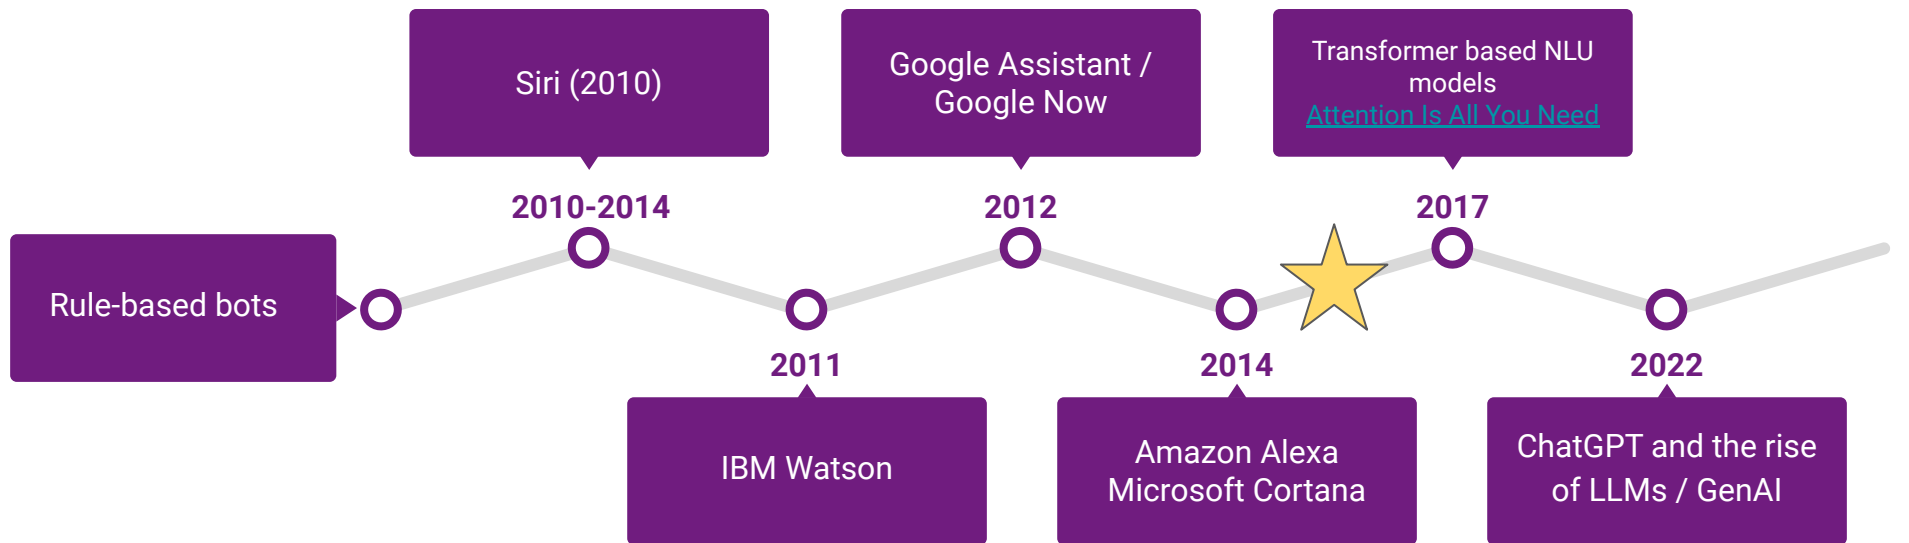 Rule-based bots
Siri (2010)
2010-2014
2011
IBM Watson
Google Assistant /
Google Now
2012
2014
Amazon Alexa
Microsoft Cortana
Transformer based NLU
models
Attention Is All You Need
2017
2022
ChatGPT and the rise
of LLMs / GenAI